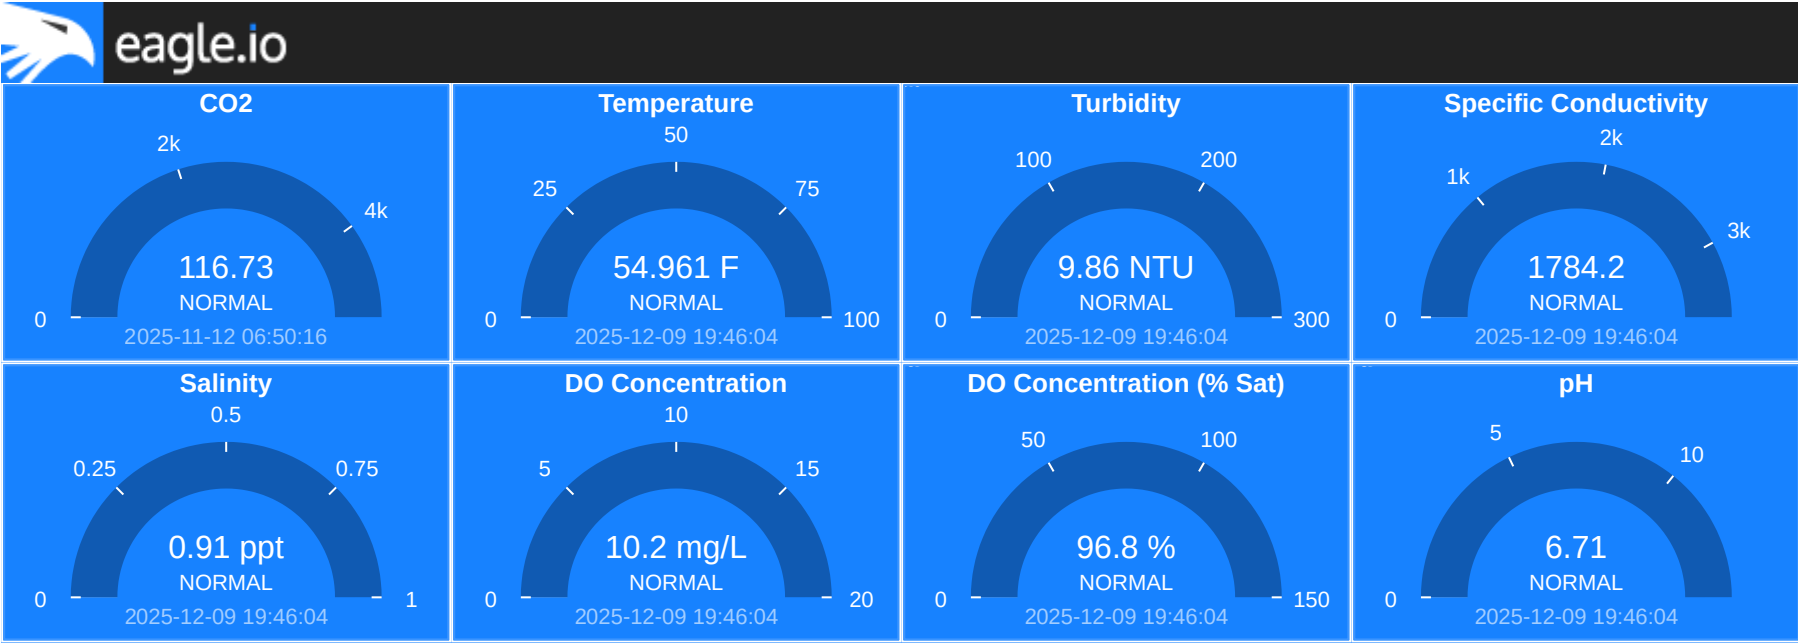 eagle.io
CO2
2k
4k
116.73
NORMAL
0
2025-11-12 06:50:16
Temperature
50
25
75
54.961 F
NORMAL
0
100
2025-12-09 19:46:04
Turbidity
100
200
9.86 NTU
NORMAL
0
300
2025-12-09 19:46:04
Specific Conductivity
2k
1k
3k
1784.2
NORMAL
0
2025-12-09 19:46:04
Salinity
0.5
0.25
0.75
0.91 ppt
NORMAL
0
1
2025-12-09 19:46:04
DO Concentration
10
5
15
10.2 mg/L
NORMAL
0
20
2025-12-09 19:46:04
DO Concentration (% Sat)
50
100
96.8 %
NORMAL
0
150
2025-12-09 19:46:04
pH
5
10
6.71
NORMAL
0
2025-12-09 19:46:04